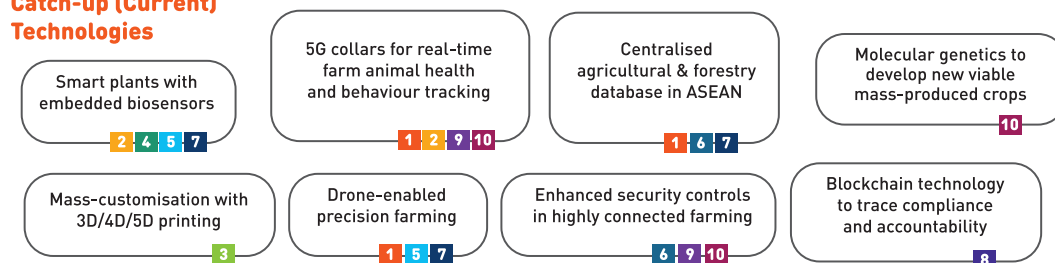 Catch-up (Current)
Technologies
Smart plants with
embedded biosensors
2 4 5 7
5G collars for real-time
farm animal health
and behaviour tracking
1 2 9 10
Centralised
agricultural & forestry
database in ASEAN
1 6 7
Molecular genetics to
develop new viable
mass-produced crops
10
Mass-customisation with
3D/4D/5D printing
3
Drone-enabled
precision farming
1 5 7
Enhanced security controls
in highly connected farming
6 9 10
Blockchain technology
to trace compliance
and accountability
8